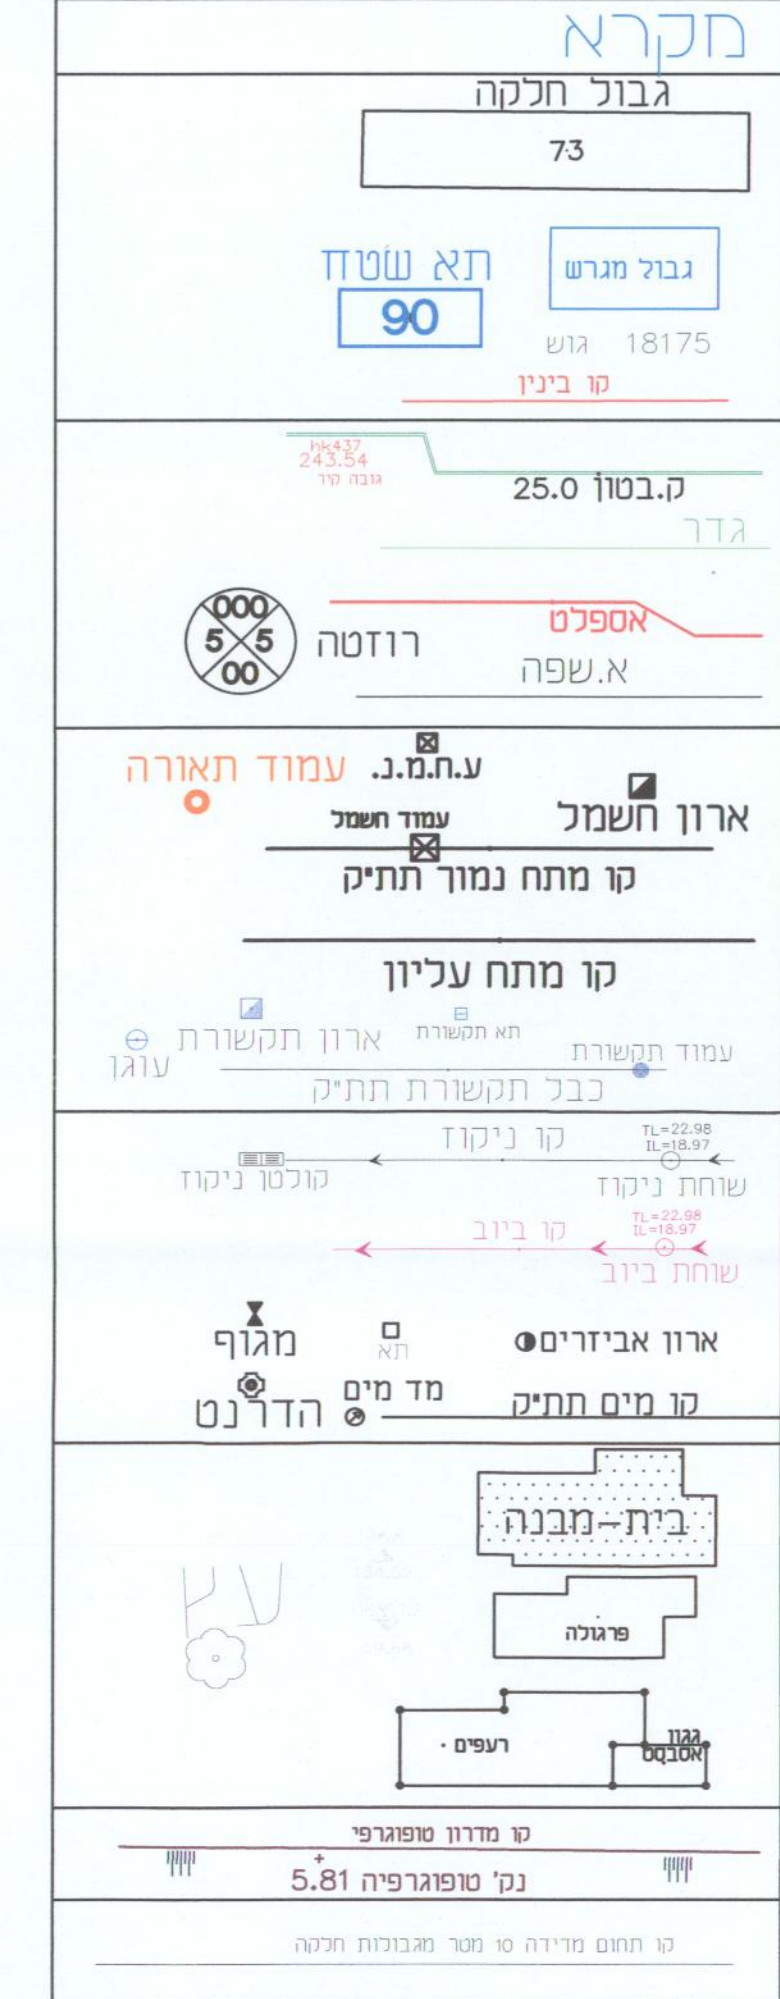 מקרא
גבול חלקה
73
תא שטח
גבול מגרש
90
גוש 18175
קו בינין
hk437
243.54
גובה קיר
ק.בטון 25.0
גדר
אספלט
000
5 5
00
רוזטה
א.שפה
ע.ח.מ.נ.
עמוד תאורה
ארון חשמל
עמוד חשמל
קו מתח נמוך תת"ק
קו מתח עליון
תא תקשורת
ארון תקשורת
עוגן
עמוד תקשורת
כבל תקשורת תת"ק
קו ניקוז
TL=22.98
IL=18.97
קולטן ניקוז
שוחת ניקוז
קו ביוב
TL=22.98
IL=18.97
שוחת ביוב
מגוף
תא
ארון אביזרים
הדרנט
מד מים
קו מים תת"ק
בית-מבנה
עץ
פרגולה
רעפים
גגון
אסבסט
קו מדרון טופוגרפי
נק' טופוגרפיה 5.81
קו תחום מדידה 10 מטר מגבולות חלקה